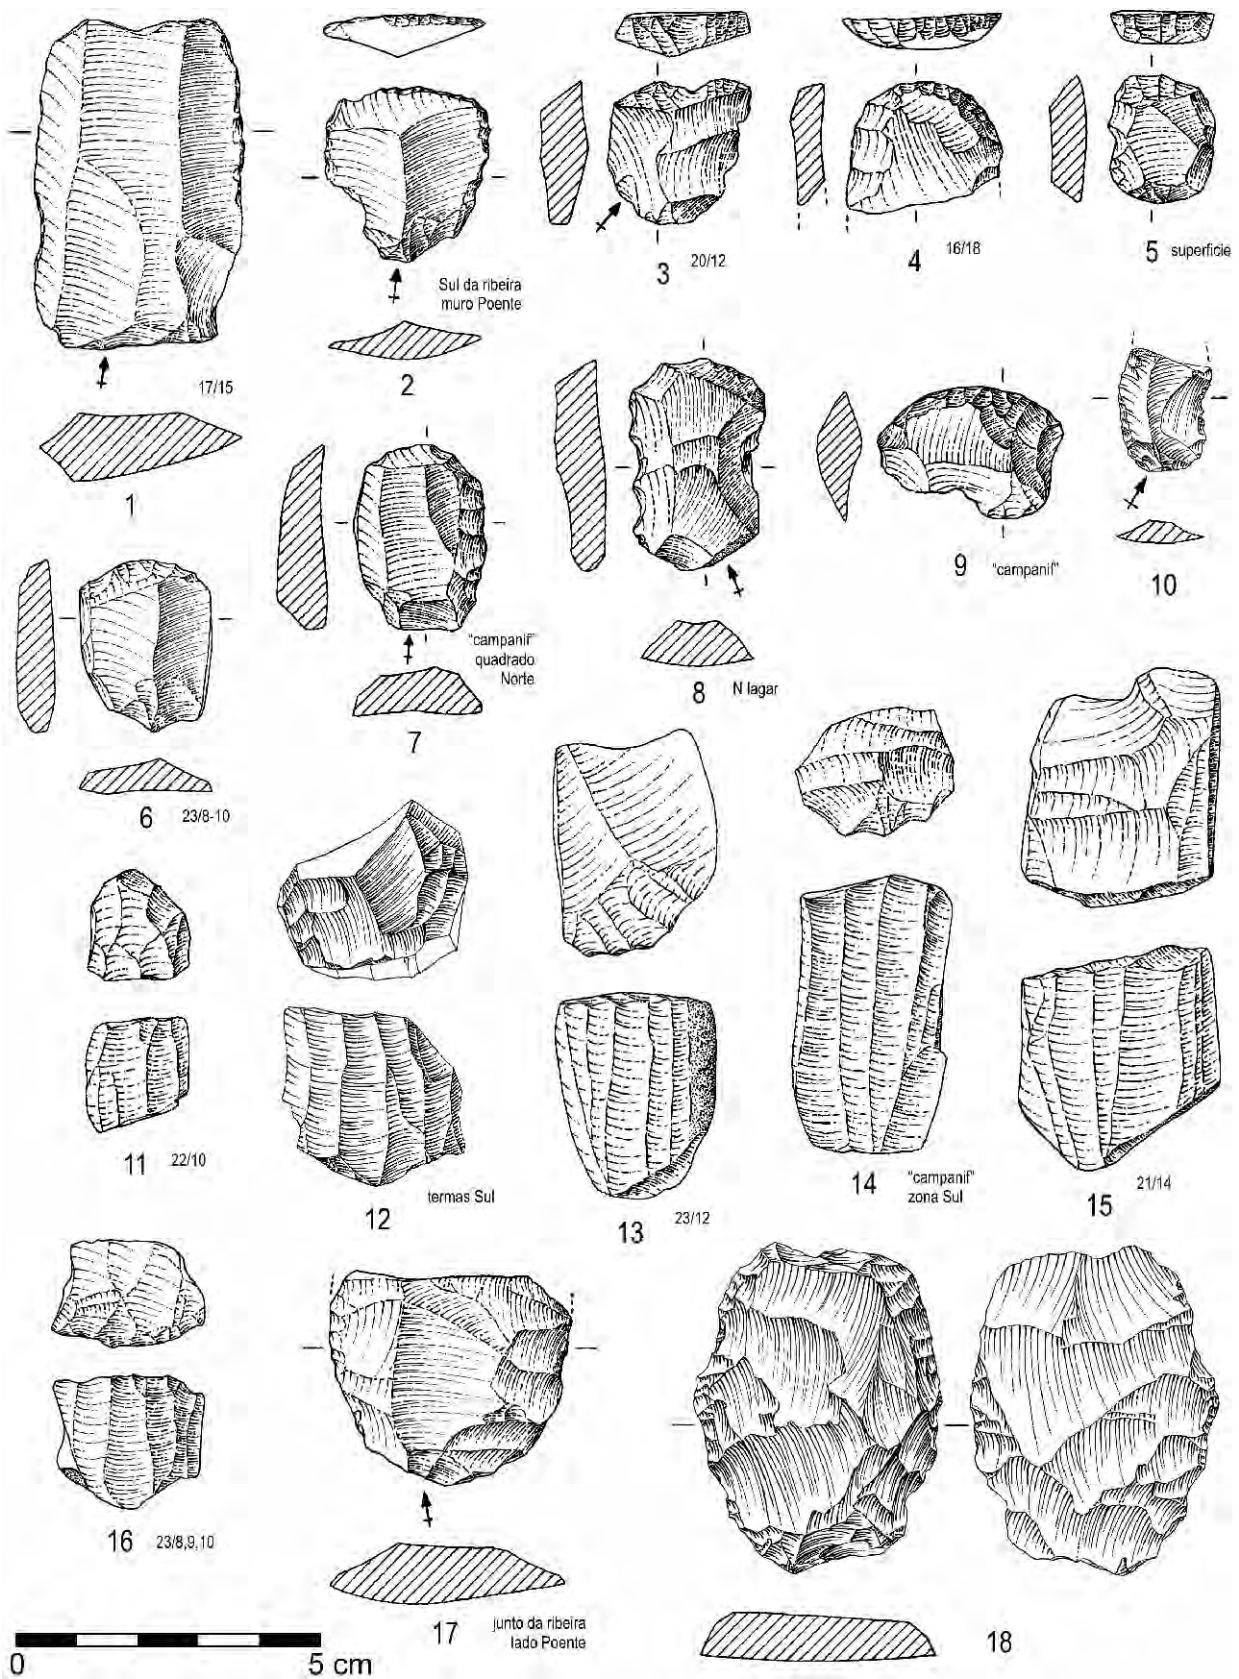 17/15
1
Sul da ribeira
muro Poente
2
3 20/12
4 16/18
5 superficie
6 23/8-10
"campanif"
quadrado
Norte
7
8 N lagar
9 "campanif"
10
11 22/10
termas Sul
12
13 23/12
14 "campanif"
zona Sul
21/14
15
16 23/8,9,10
17 junto da ribeira
lado Poente
18
0 5 cm